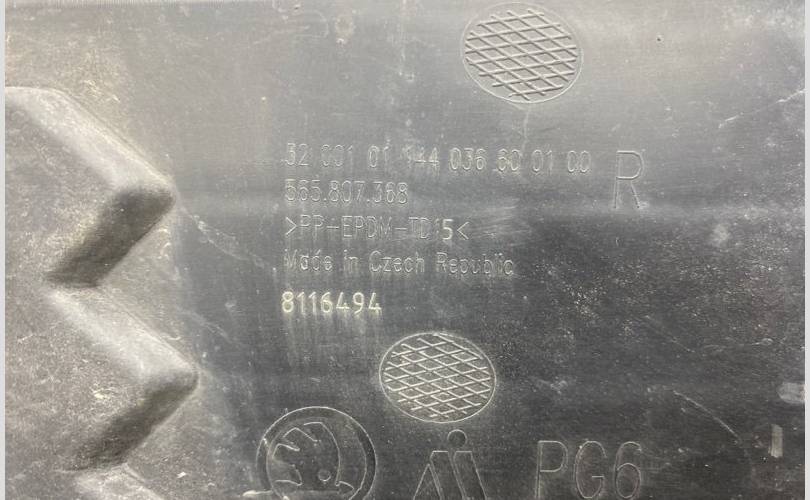 52 001 01 144 036 60 01 00 R
565.807.368
>PP+EPDM-TD15<
Made in Czech Republic
8116494
PG6